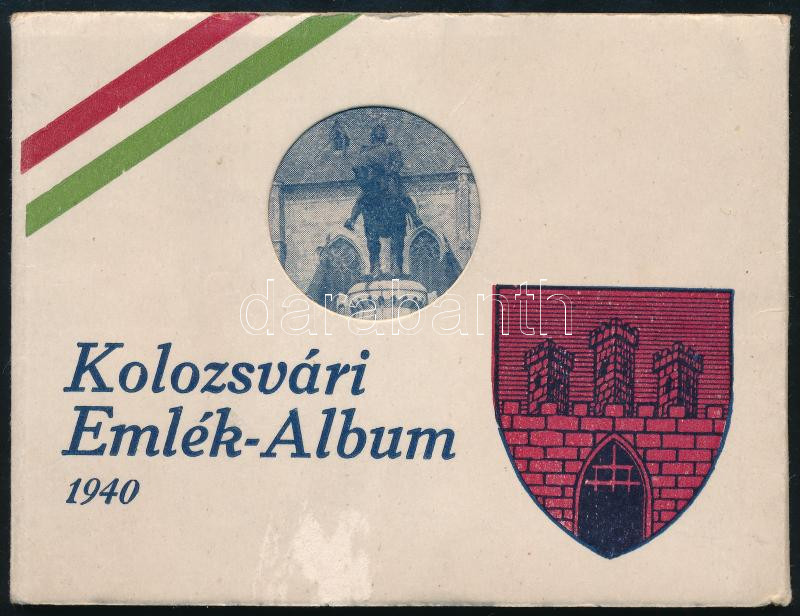 darabanth
Kolozsvári
Emlék-Album
1940